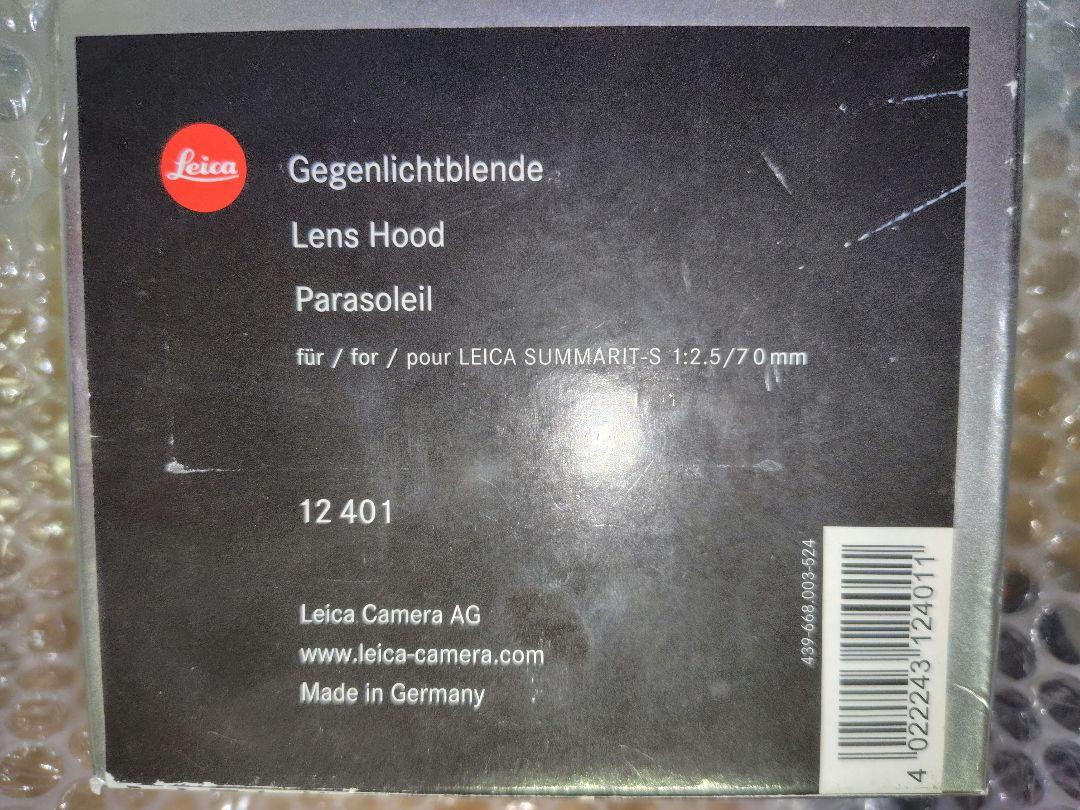 Leica
Gegenlichtblende
Lens Hood
Parasoleil
für / for / pour LEICA SUMMARIT-S 1:2.5/70mm
12 401
Leica Camera AG
www.leica-camera.com
Made in Germany
439-668.003-524
4 022243 124011